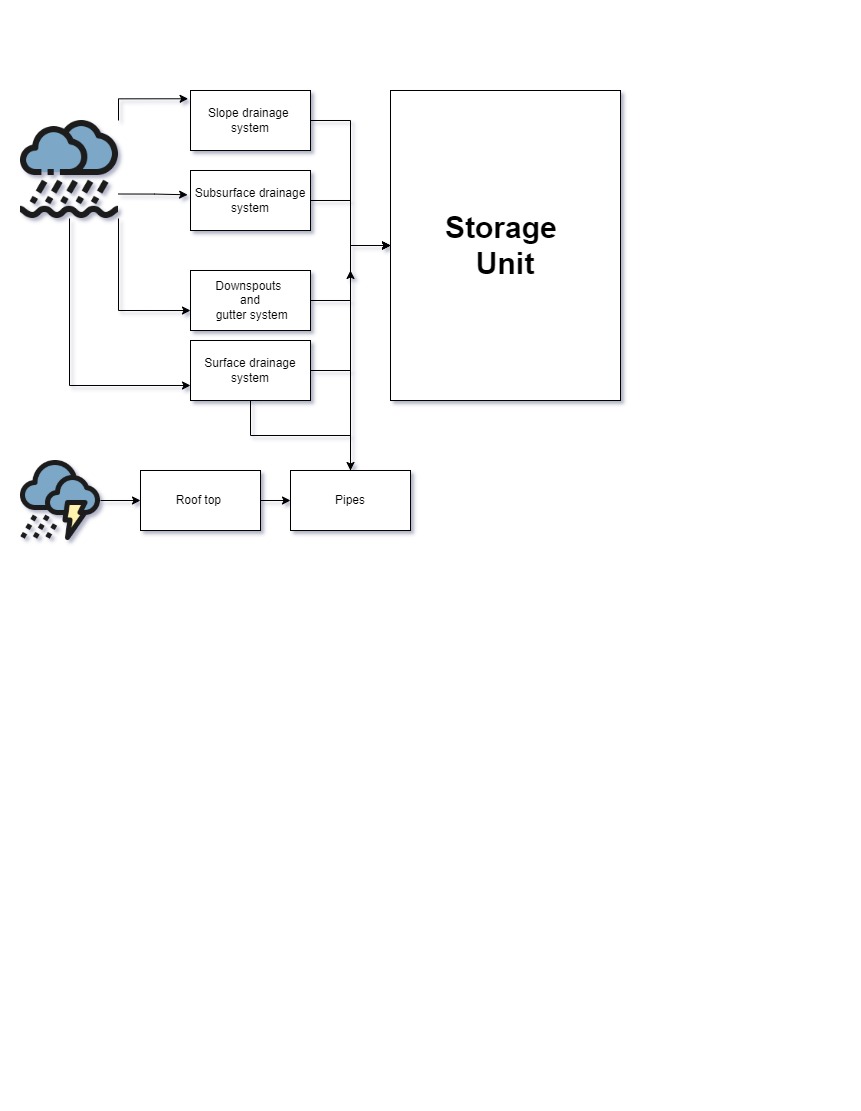 Slope drainage
system
Subsurface drainage
system
Storage
Unit
Downspouts
and
gutter system
Surface drainage
system
Roof top
Pipes